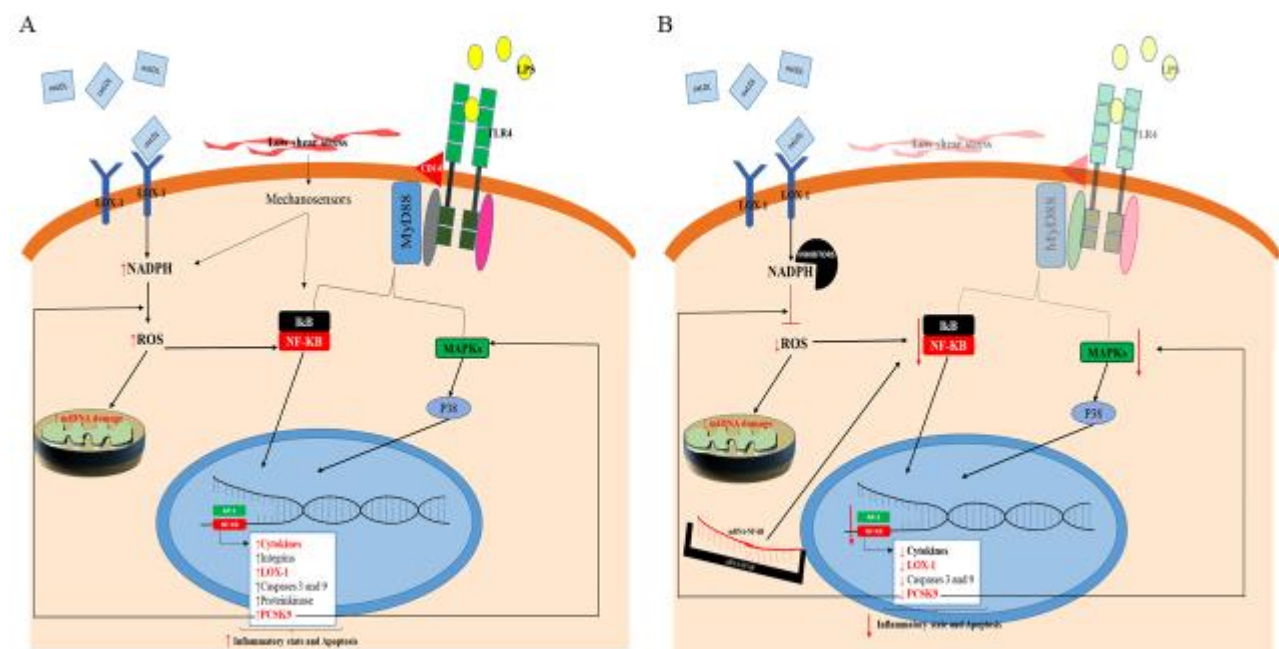 A
oxLDL
oxLDL
oxLDL
oxLDL
LPS
TLR4
Low shear stress
CD14
LOX-1
LOX-1
Mechanosensors
MyD88
↑NADPH
↑ROS
IkB
NF-KB
MAPKs
P38
↑ mtDNA damage
AP-1
NF-KB
↑Cytokines
↑Integrins
↑LOX-1
↑Caspases 3 and 9
↑Proteinkinase
↑PCSK9
↑ Inflammatory state and Apoptosis
B
oxLDL
oxLDL
oxLDL
oxLDL
LPS
TLR4
Low shear stress
LOX-1
LOX-1
MyD88
NADPH
INHIBITORS
↓ROS
IkB
NF-KB
MAPKs
P38
↓ mtDNA damage
AP-1
NF-KB
↓ Cytokines
↓ LOX-1
↓ Caspases 3 and 9
↓ PCSK9
↓ Inflammatory state and Apoptosis